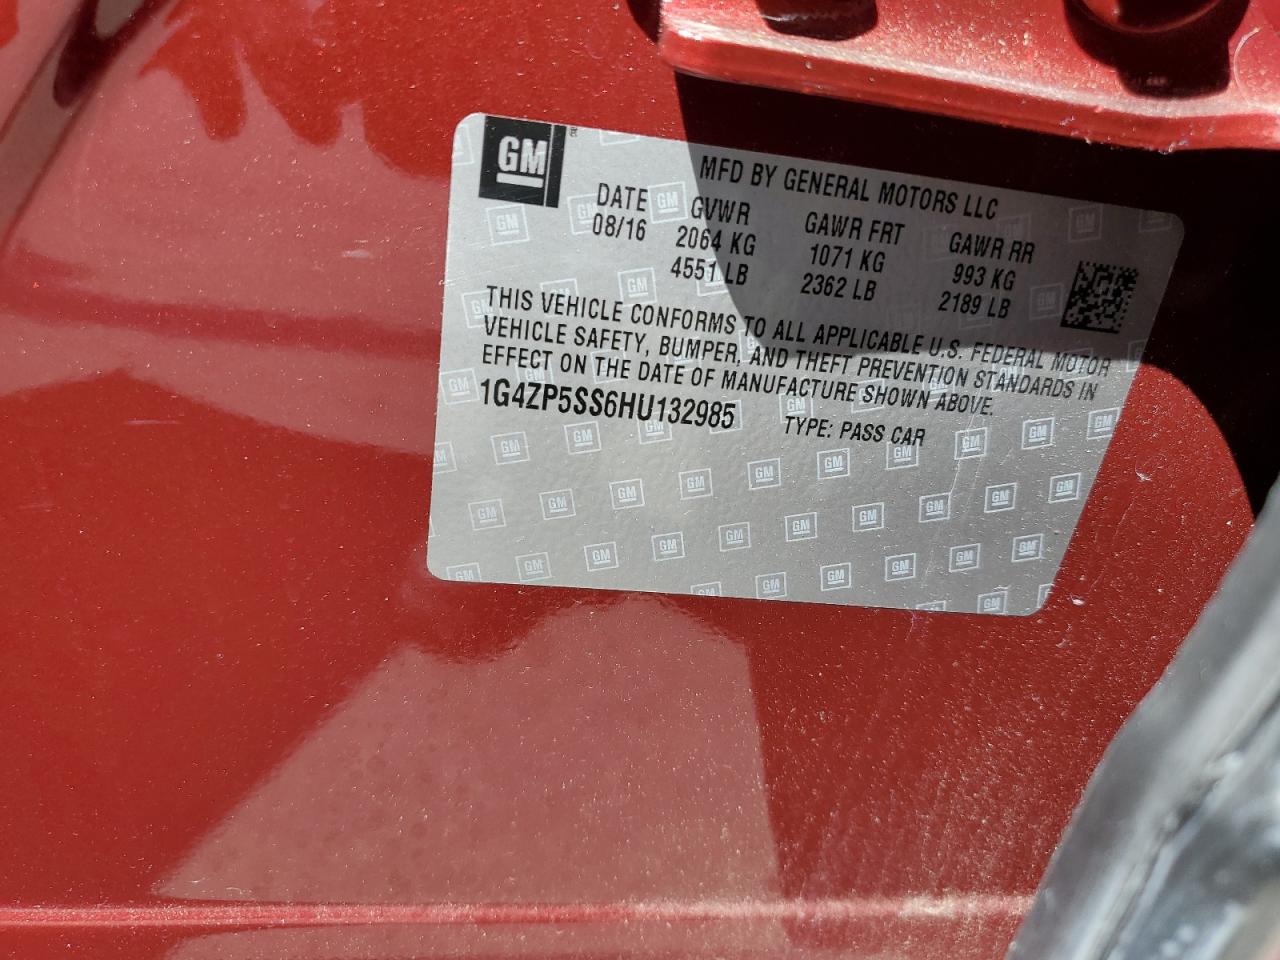 GM
MFD BY GENERAL MOTORS LLC
DATE GVWR GAWR FRT GAWR RR
08/16 2064 KG 1071 KG 993 KG
4551 LB 2362 LB 2189 LB
THIS VEHICLE CONFORMS TO ALL APPLICABLE U.S. FEDERAL MOTOR
VEHICLE SAFETY, BUMPER, AND THEFT PREVENTION STANDARDS IN
EFFECT ON THE DATE OF MANUFACTURE SHOWN ABOVE.
1G4ZP5SS6HU132985 TYPE: PASS CAR